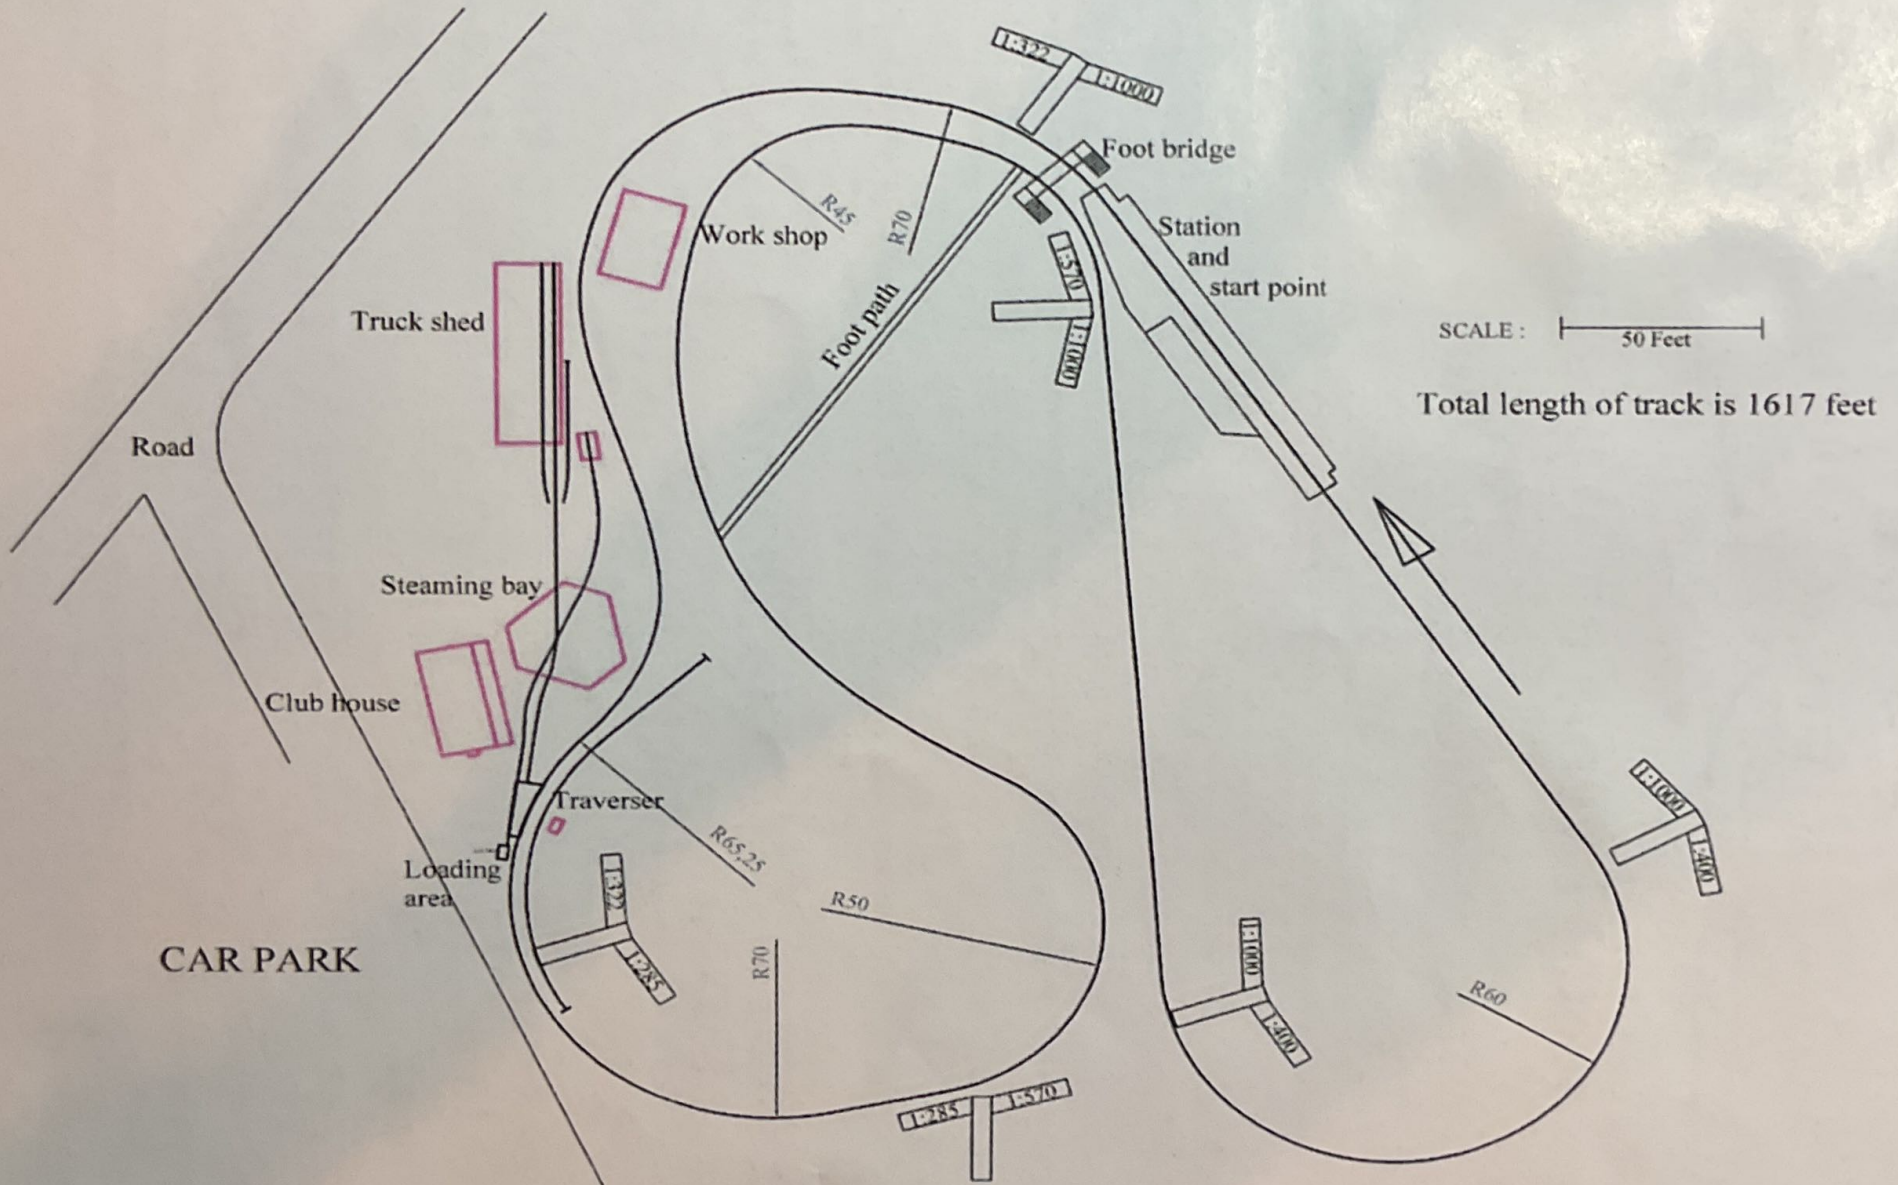 1:322
1:1000
Foot bridge
R45
R70
Work shop
Station
and
start point
1:570
1:1000
Foot path
Truck shed
SCALE :
50 Feet
Total length of track is 1617 feet
Road
Steaming bay
Club house
Traverser
R65,25
Loading
area
1:322
1:285
R50
R70
CAR PARK
1:1000
1:400
1:1000
1:400
R60
1:285
1:570